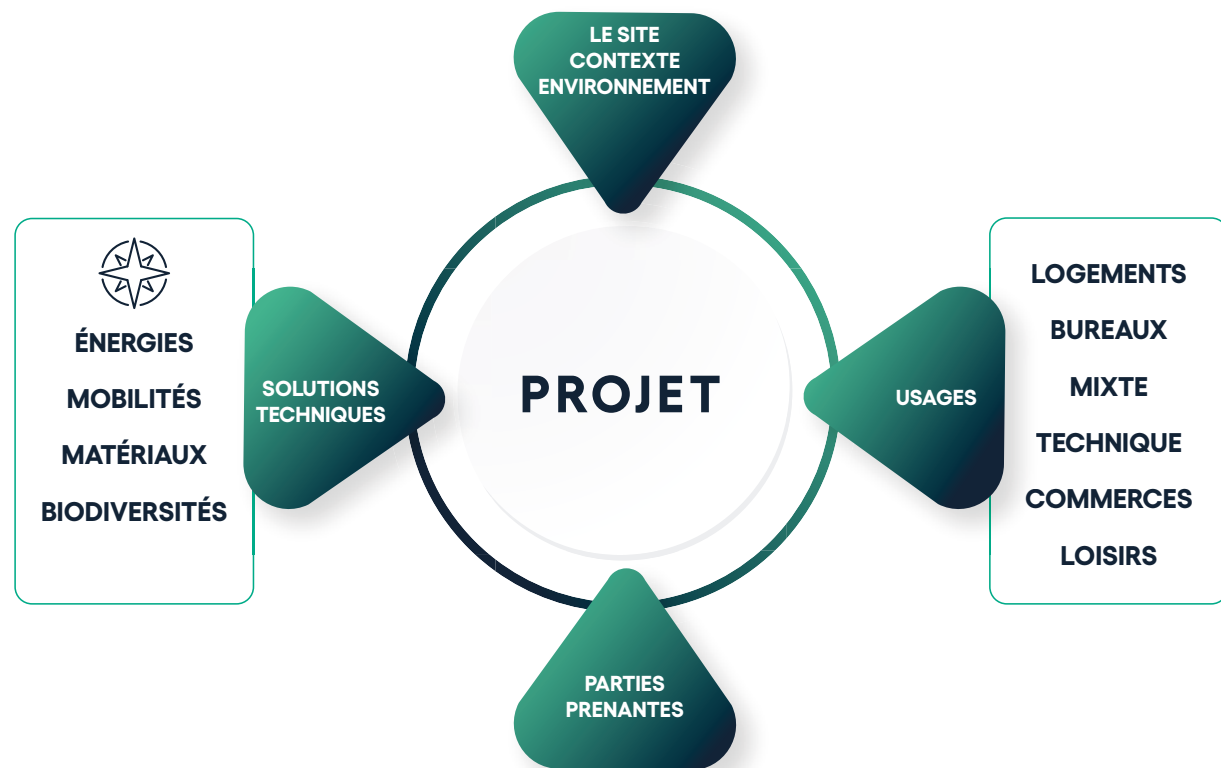 LE SITE
CONTEXTE
ENVIRONNEMENT
ÉNERGIES
MOBILITÉS
MATÉRIAUX
BIODIVERSITÉS
SOLUTIONS
TECHNIQUES
PROJET
USAGES
LOGEMENTS
BUREAUX
MIXTE
TECHNIQUE
COMMERCES
LOISIRS
PARTIES
PRENANTES